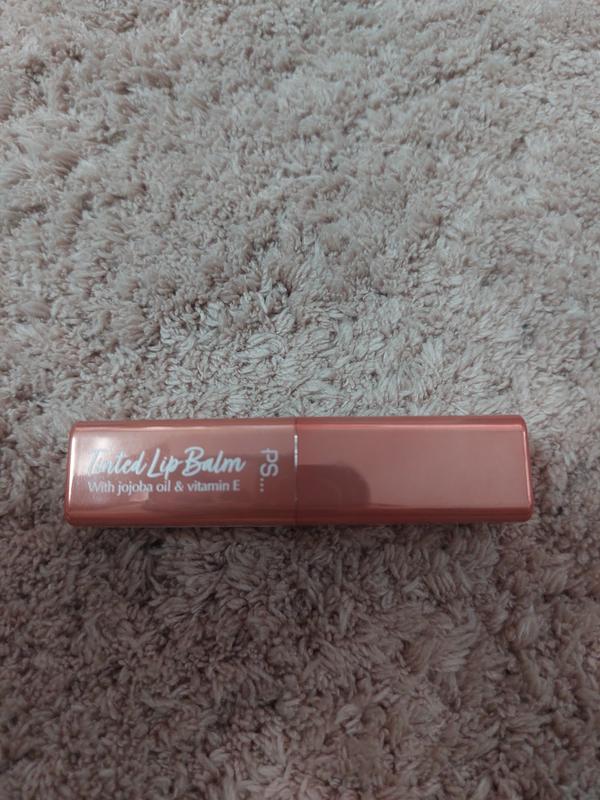 Tinted Lip Balm
With jojoba oil & vitamin E
PS...